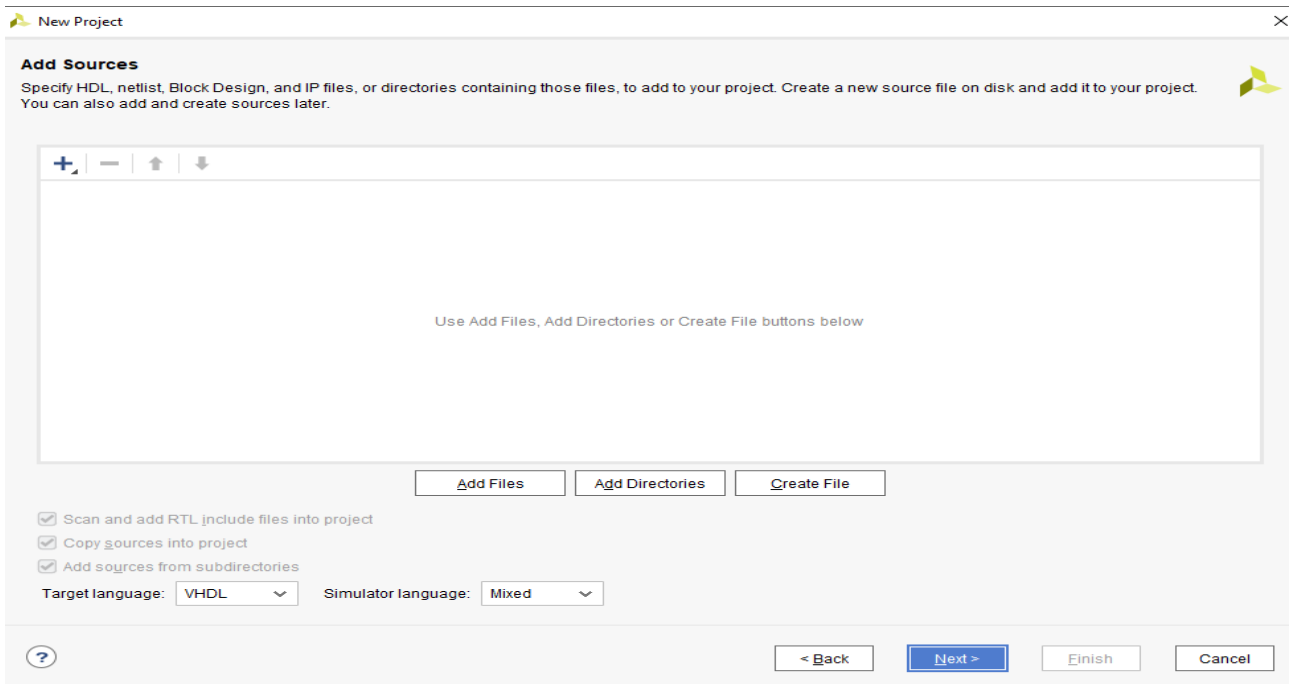 New Project
Add Sources
Specify HDL, netlist, Block Design, and IP files, or directories containing those files, to add to your project. Create a new source file on disk and add it to your project.
You can also add and create sources later.
Use Add Files, Add Directories or Create File buttons below
Add Files Add Directories Create File
Scan and add RTL include files into project
Copy sources into project
Add sources from subdirectories
Target language: VHDL Simulator language: Mixed
? < Back Next > Finish Cancel